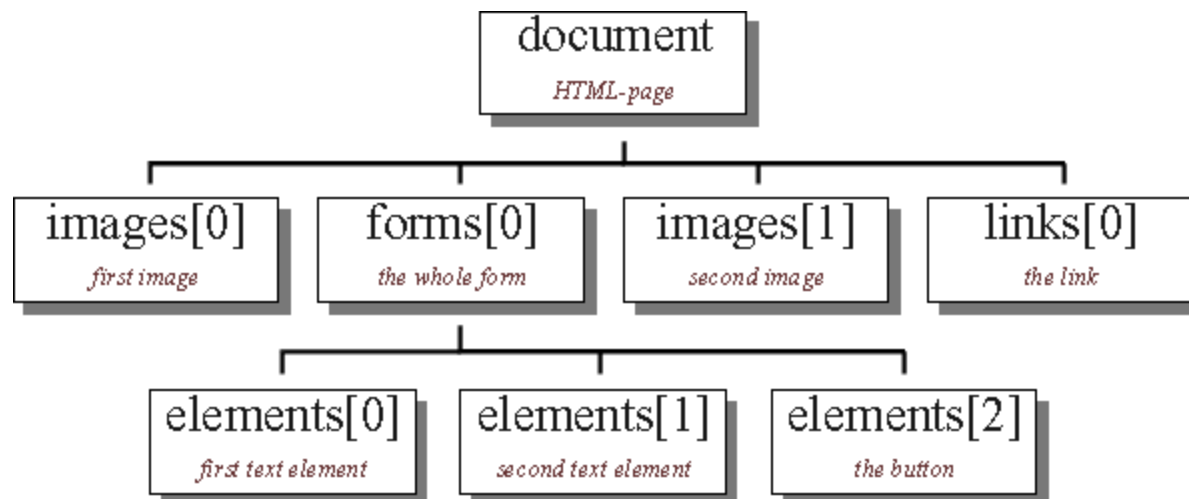 document
HTML-page
images[0]
first image
forms[0]
the whole form
images[1]
second image
links[0]
the link
elements[0]
first text element
elements[1]
second text element
elements[2]
the button